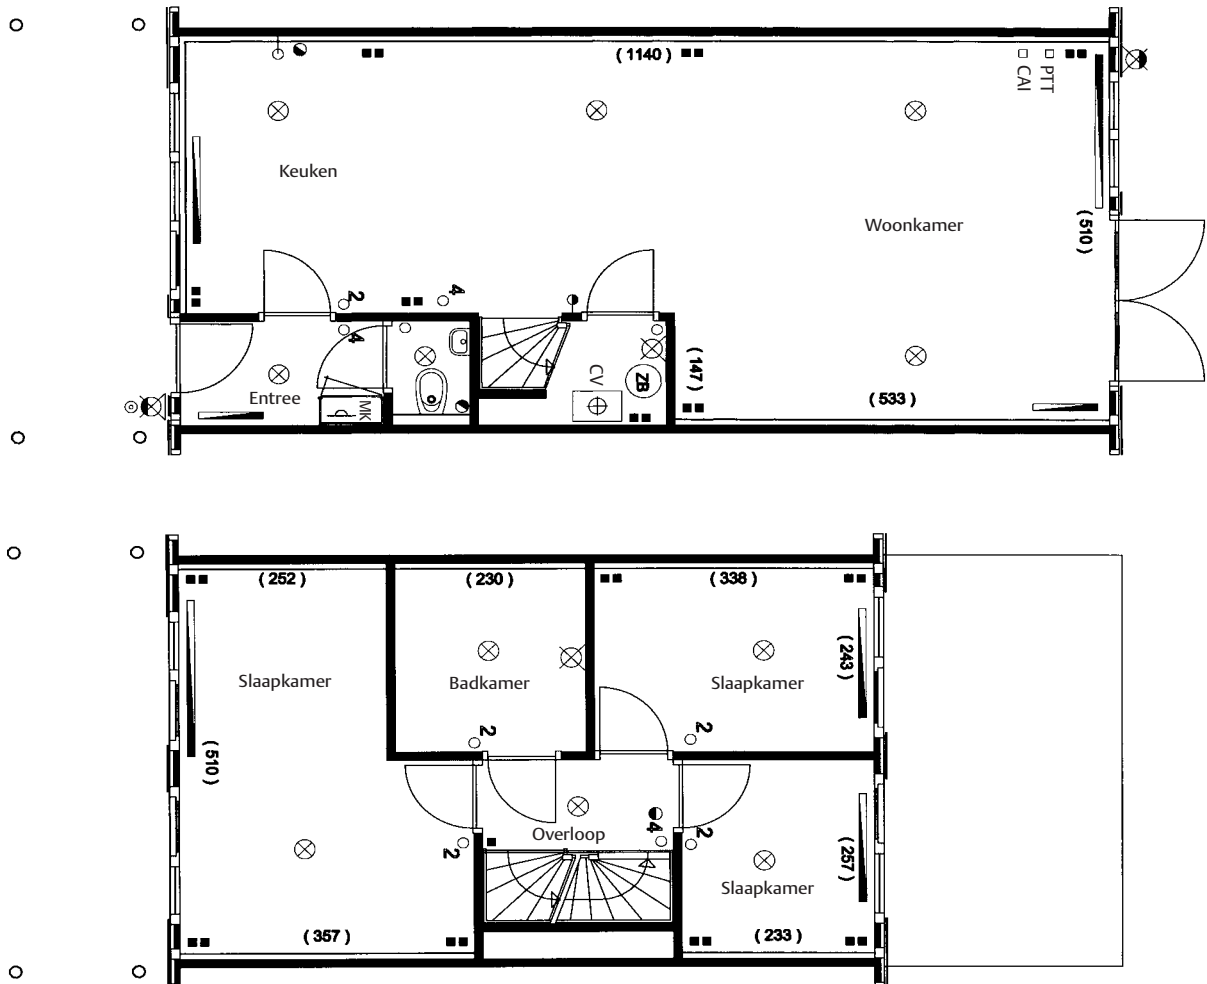 ( 1140 )
PTT
CAI
Keuken
Woonkamer
( 510 )
2
4
4
CV
ZB
( 147 )
Entree
MK
( 533 )
( 252 )
( 230 )
( 338 )
( 243 )
Slaapkamer
Badkamer
Slaapkamer
2
2
( 510 )
Overloop
4
2
2
( 257 )
Slaapkamer
( 357 )
( 233 )